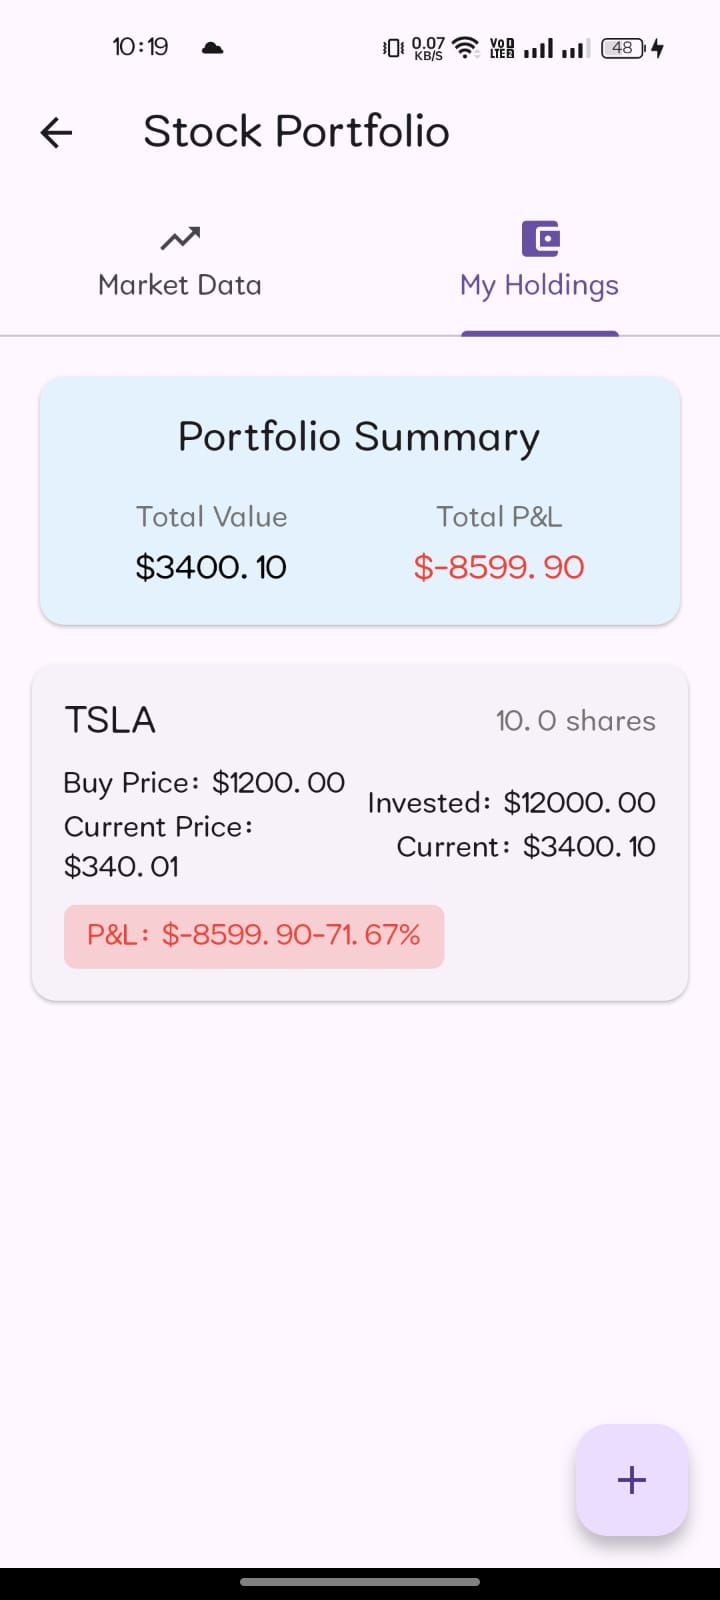 10:19
0.07
KB/S
VoD
LTE2
48
Stock Portfolio
Market Data
My Holdings
Portfolio Summary
Total Value
Total P&L
$3400.10
$-8599.90
TSLA
10.0 shares
Buy Price: $1200.00
Current Price:
$340.01
Invested: $12000.00
Current: $3400.10
P&L: $-8599.90-71.67%
+